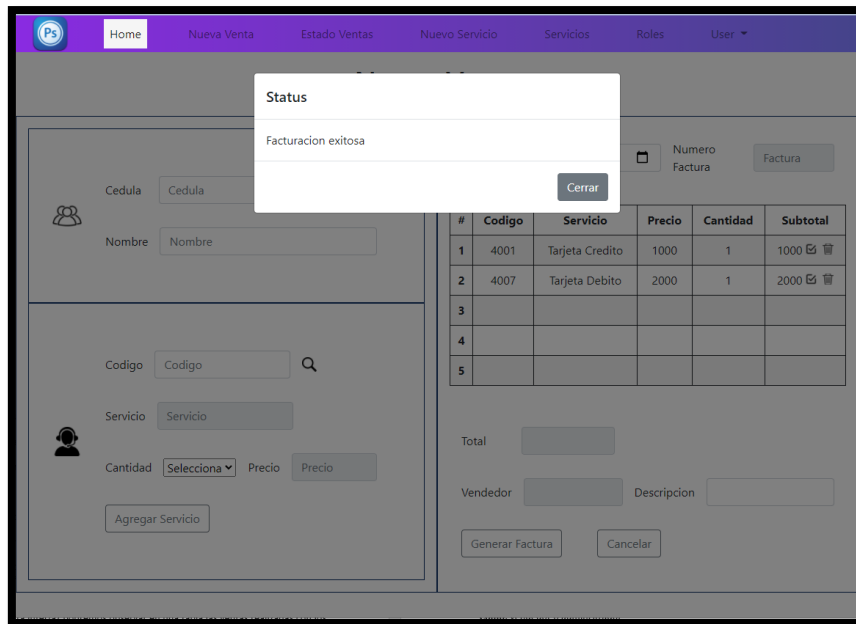 Ps Home Nueva Venta Estado Ventas Nuevo Servicio Servicios Roles User
Status
Facturacion exitosa
Cerrar
Cedula Cedula
Nombre Nombre
Codigo Codigo
Servicio Servicio
Cantidad Selecciona Precio Precio
Agregar Servicio
Numero
Factura Factura
# Codigo Servicio Precio Cantidad Subtotal
1 4001 Tarjeta Credito 1000 1 1000
2 4007 Tarjeta Debito 2000 1 2000
3
4
5
Total
Vendedor Descripcion
Generar Factura Cancelar